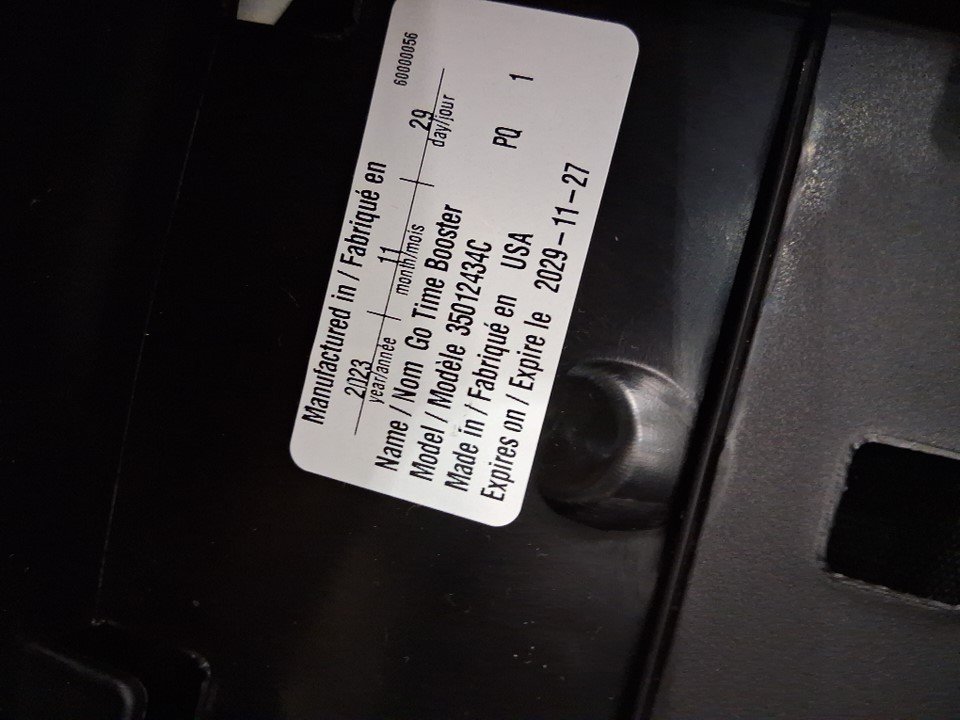 60000056
Manufactured in / Fabriqué en
2023 11 29
year/année month/mois day/jour
Name / Nom Go Time Booster
Model / Modèle 35012434C
Made in / Fabriqué en USA PQ 1
Expires on / Expire le 2029-11-27